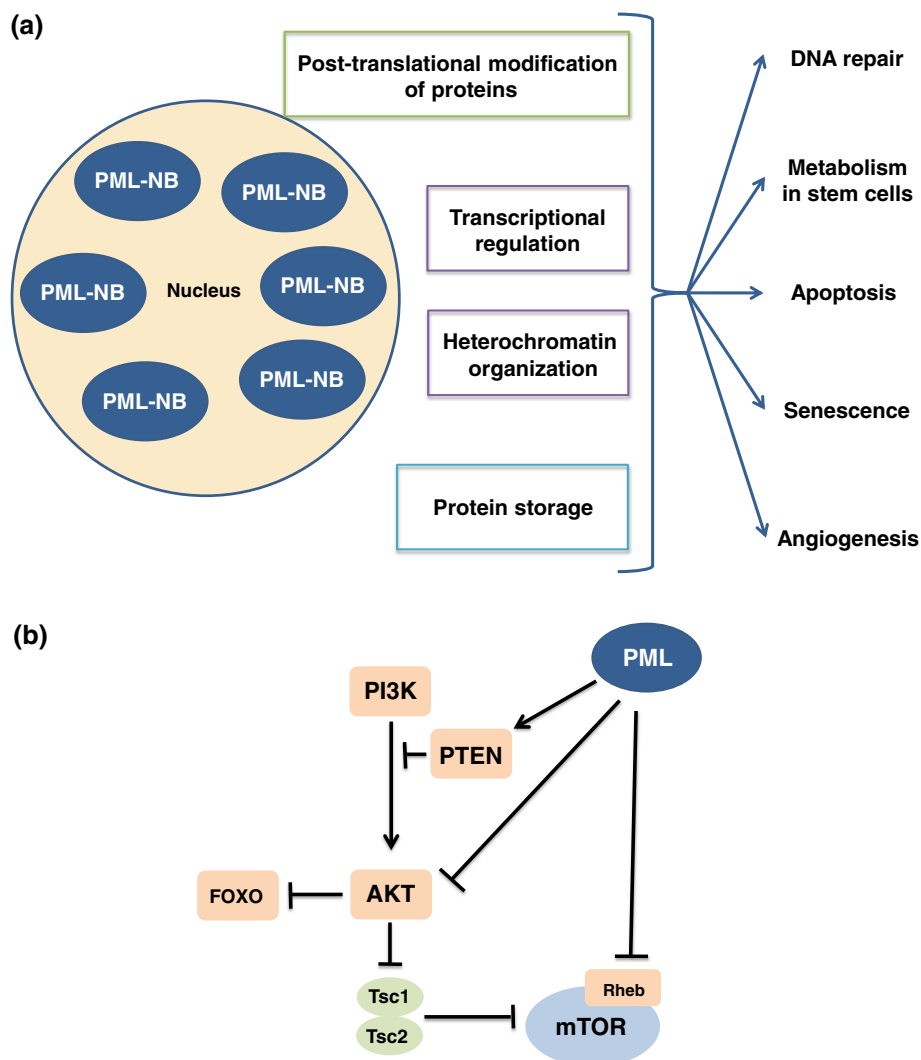 (a)
Post-translational modification
of proteins
Transcriptional
regulation
Heterochromatin
organization
Protein storage
PML-NB
PML-NB
PML-NB
Nucleus
PML-NB
PML-NB
PML-NB
DNA repair
Metabolism
in stem cells
Apoptosis
Senescence
Angiogenesis
(b)
PML
PI3K
PTEN
FOXO
AKT
Tsc1
Tsc2
Rheb
mTOR